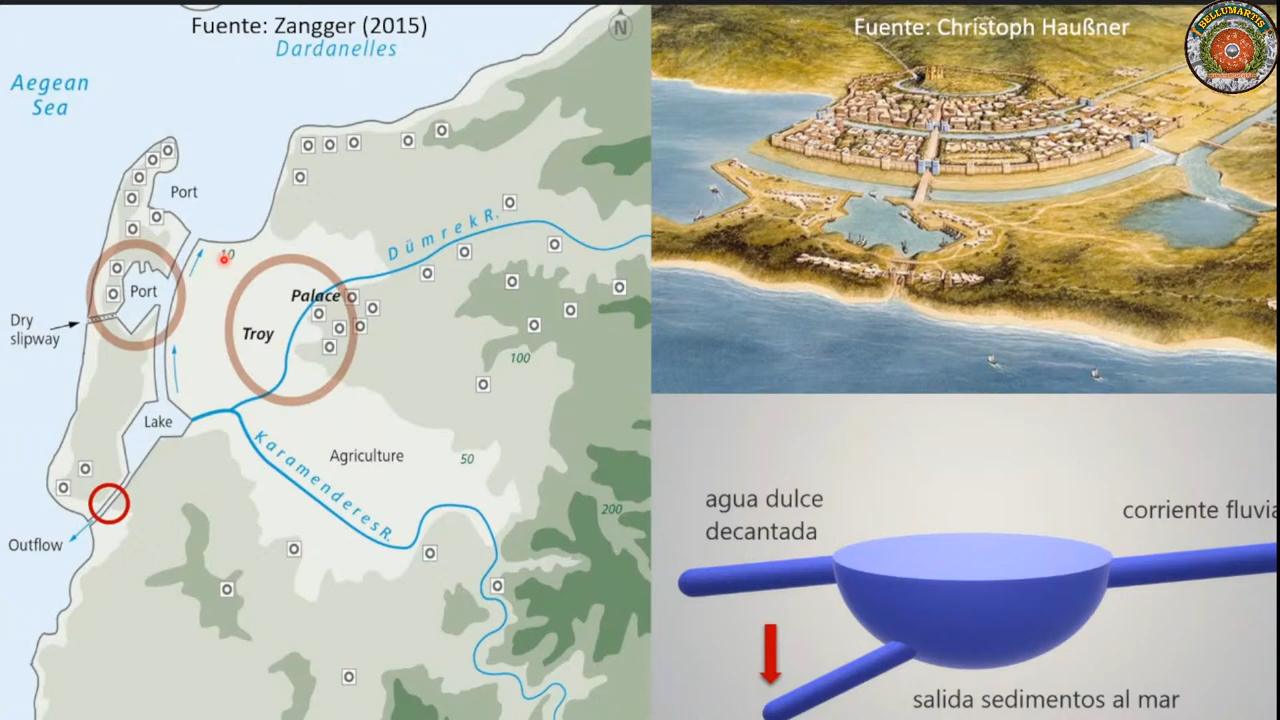 Fuente: Zangger (2015)
Dardanelles
N
Aegean
Sea
Port
Port
Dry
slipway
Dümrek R.
Palace
Troy
100
Lake
Karamenderes R.
Agriculture
50
200
Outflow
Fuente: Christoph Haußner
BELLUMARTIS
agua dulce
decantada
corriente fluvia
salida sedimentos al mar